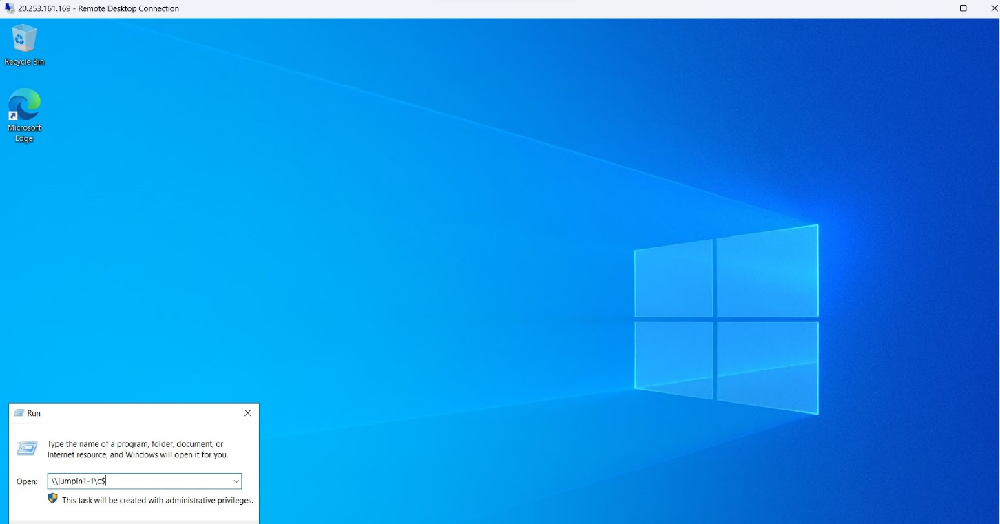 20.253.161.169 - Remote Desktop Connection
Recycle Bin
Microsoft
Edge
Run
Type the name of a program, folder, document, or
Internet resource, and Windows will open it for you.
Open: \\jumpin1-1\c$
This task will be created with administrative privileges.